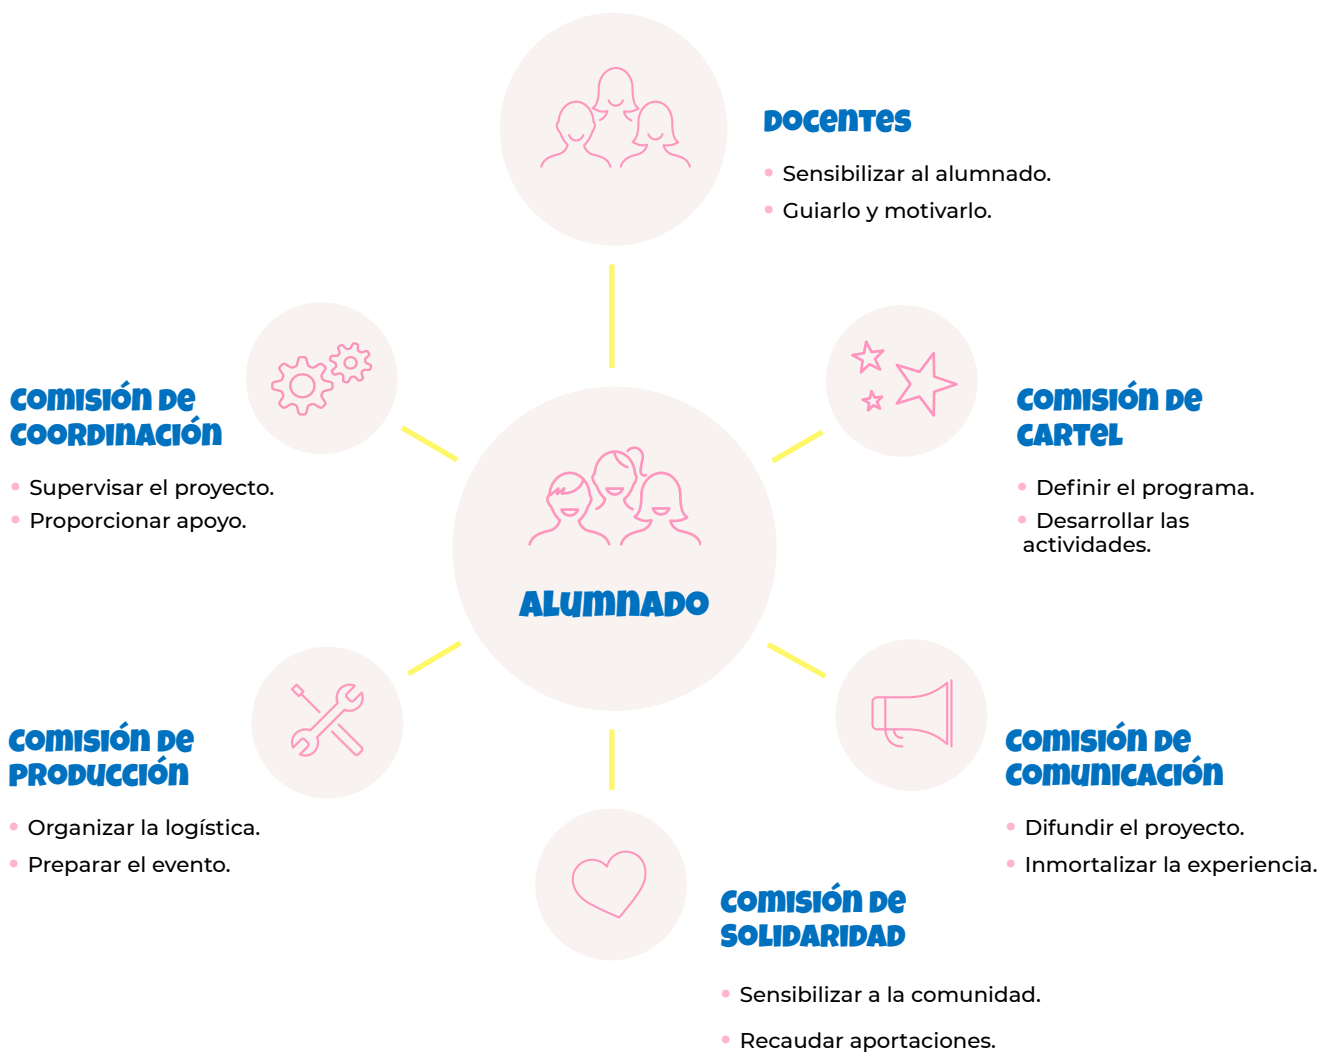 DOCENTES
• Sensibilizar al alumnado.
• Guiarlo y motivarlo.
COMISIÓN DE
COORDINACIÓN
• Supervisar el proyecto.
• Proporcionar apoyo.
COMISIÓN DE
CARTEL
• Definir el programa.
• Desarrollar las
actividades.
ALUMNADO
COMISIÓN DE
PRODUCCIÓN
• Organizar la logística.
• Preparar el evento.
COMISIÓN DE
COMUNICACIÓN
• Difundir el proyecto.
• Inmortalizar la experiencia.
COMISIÓN DE
SOLIDARIDAD
• Sensibilizar a la comunidad.
• Recaudar aportaciones.